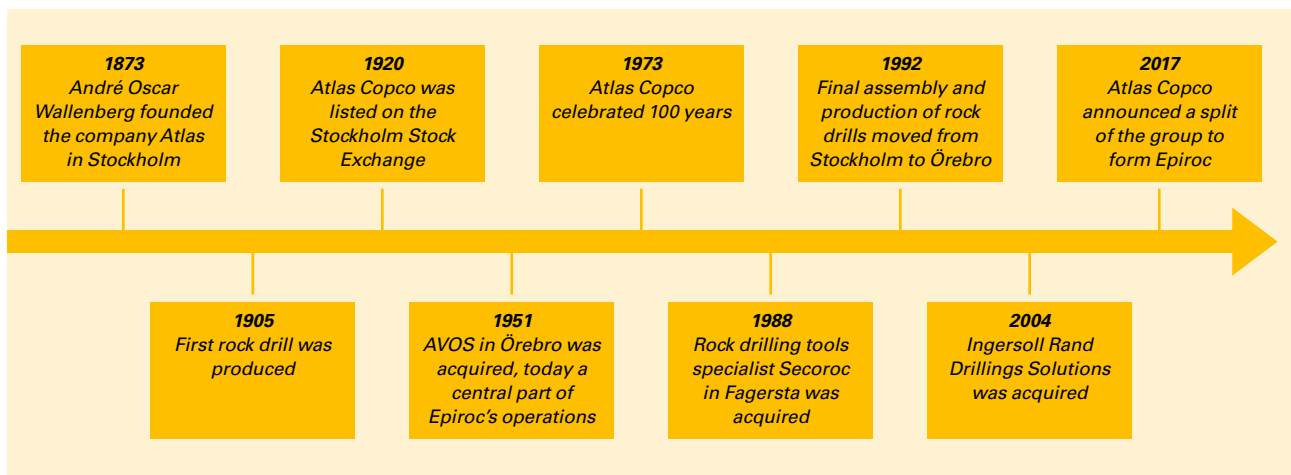 1873
André Oscar
Wallenberg founded
the company Atlas
in Stockholm
1920
Atlas Copco was
listed on the
Stockholm Stock
Exchange
1973
Atlas Copco
celebrated 100 years
1992
Final assembly and
production of rock
drills moved from
Stockholm to Örebro
2017
Atlas Copco
announced a split
of the group to
form Epiroc
1905
First rock drill was
produced
1951
AVOS in Örebro was
acquired, today a
central part of
Epiroc's operations
1988
Rock drilling tools
specialist Secoroc
in Fagersta was
acquired
2004
Ingersoll Rand
Drillings Solutions
was acquired